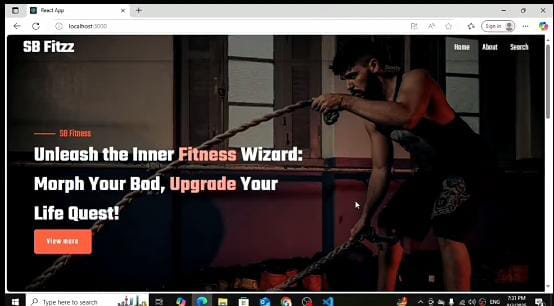 React App
localhost:3000
Sign in
SB Fitzz
Home About Search
SB Fitness
Unleash the Inner Fitness Wizard:
Morph Your Bod, Upgrade Your
Life Quest!
View more
Type here to search
ENG
7:31 PM